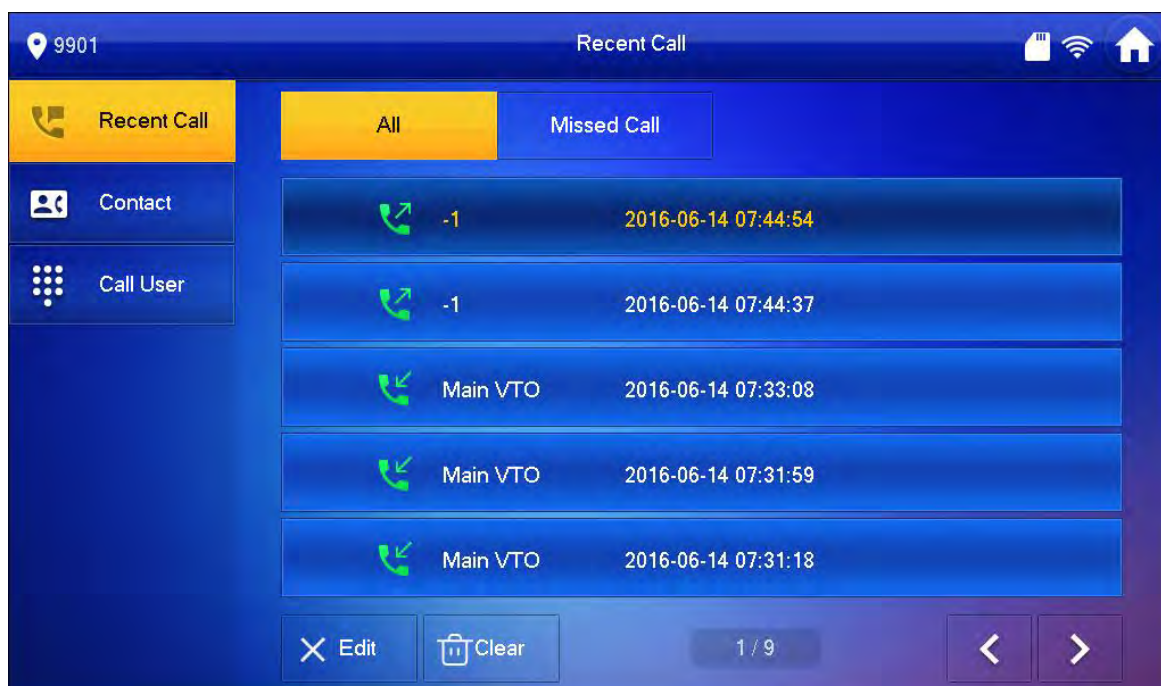 9901 Recent Call
Recent Call
Contact
Call User
All Missed Call
-1 2016-06-14 07:44:54
-1 2016-06-14 07:44:37
Main VTO 2016-06-14 07:33:08
Main VTO 2016-06-14 07:31:59
Main VTO 2016-06-14 07:31:18
Edit Clear 1 / 9